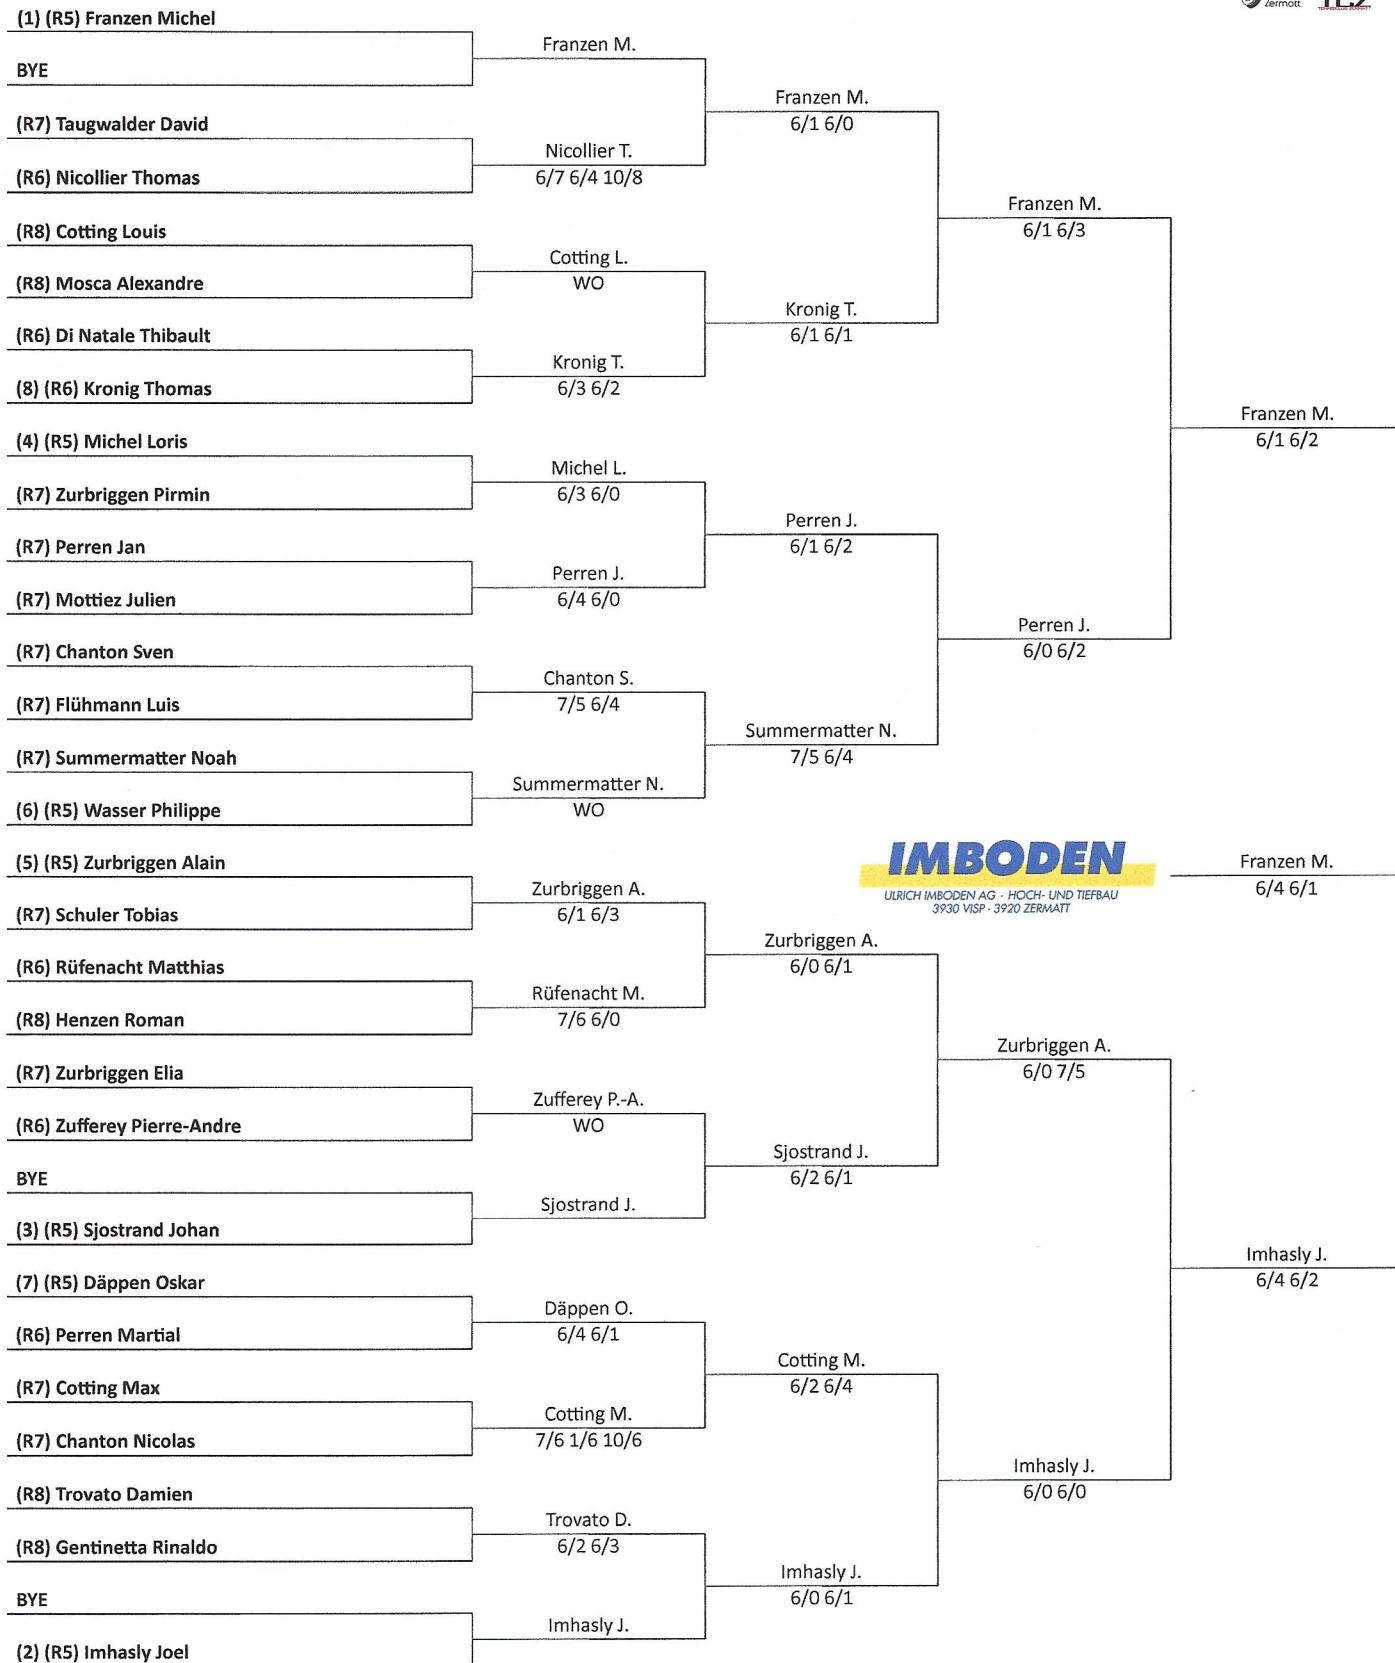 Zermatt TCZ
(1) (R5) Franzen Michel
BYE
(R7) Taugwalder David
(R6) Nicollier Thomas
(R8) Cotting Louis
(R8) Mosca Alexandre
(R6) Di Natale Thibault
(8) (R6) Kronig Thomas
(4) (R5) Michel Loris
(R7) Zurbriggen Pirmin
(R7) Perren Jan
(R7) Mottiez Julien
(R7) Chanton Sven
(R7) Flühmann Luis
(R7) Summermatter Noah
(6) (R5) Wasser Philippe
(5) (R5) Zurbriggen Alain
(R7) Schuler Tobias
(R6) Rüfenacht Matthias
(R8) Henzen Roman
(R7) Zurbriggen Elia
(R6) Zufferey Pierre-Andre
BYE
(3) (R5) Sjostrand Johan
(7) (R5) Däppen Oskar
(R6) Perren Martial
(R7) Cotting Max
(R7) Chanton Nicolas
(R8) Trovato Damien
(R8) Gentinetta Rinaldo
BYE
(2) (R5) Imhasly Joel
Franzen M.
Nicollier T.
6/7 6/4 10/8
Cotting L.
WO
Kronig T.
6/3 6/2
Michel L.
6/3 6/0
Perren J.
6/4 6/0
Chanton S.
7/5 6/4
Summermatter N.
WO
Zurbriggen A.
6/1 6/3
Rüfenacht M.
7/6 6/0
Zufferey P.-A.
WO
Sjostrand J.
Däppen O.
6/4 6/1
Cotting M.
7/6 1/6 10/6
Trovato D.
6/2 6/3
Imhasly J.
Franzen M.
6/1 6/0
Kronig T.
6/1 6/1
Perren J.
6/1 6/2
Summermatter N.
7/5 6/4
Zurbriggen A.
6/0 6/1
Sjostrand J.
6/2 6/1
Cotting M.
6/2 6/4
Imhasly J.
6/0 6/1
Franzen M.
6/1 6/3
Perren J.
6/0 6/2
IMBODEN
ULRICH IMBODEN AG - HOCH- UND TIEFBAU
3930 VISP - 3920 ZERMATT
Zurbriggen A.
6/0 7/5
Imhasly J.
6/0 6/0
Franzen M.
6/1 6/2
Franzen M.
6/4 6/1
Imhasly J.
6/4 6/2